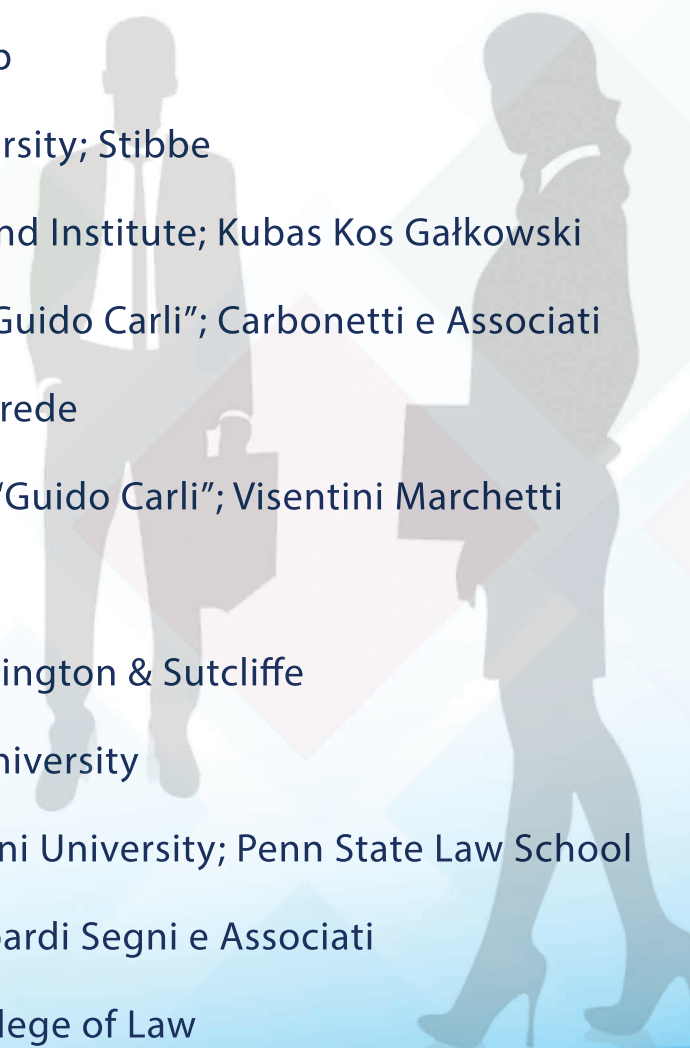 rsity; Stibbe
nd Institute; Kubas Kos Gałkowski
Guido Carli”; Carbonetti e Associati
rede
“Guido Carli”; Visentini Marchetti
ington & Sutcliffe
niversity
ni University; Penn State Law School
ardi Segni e Associati
lege of Law